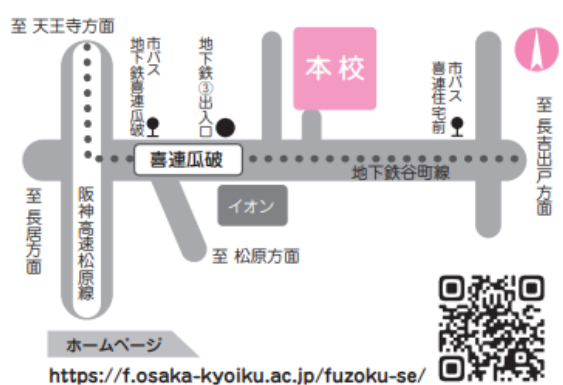 至 天王寺方面
市バス
地下鉄喜連瓜破
地下鉄③出入口
本校
市バス
喜連住宅前
至 長吉出戸方面
喜連瓜破
地下鉄谷町線
イオン
至 長居方面
阪神高速松原線
至 松原方面
ホームページ
https://f.osaka-kyoiku.ac.jp/fuzoku-se/